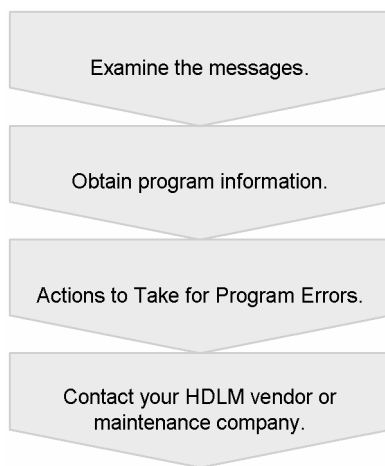 Examine the messages.
Obtain program information.
Actions to Take for Program Errors.
Contact your HDLM vendor or
maintenance company.